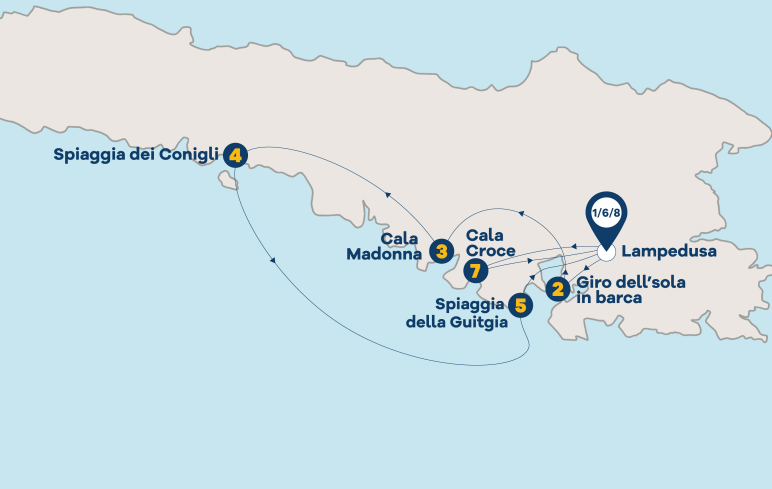 Spiaggia dei Conigli
4
1/6/8
Lampedusa
Cala
Madonna
3
Cala
Croce
7
Giro dell'sola
in barca
2
Spiaggia
della Guitgia
5